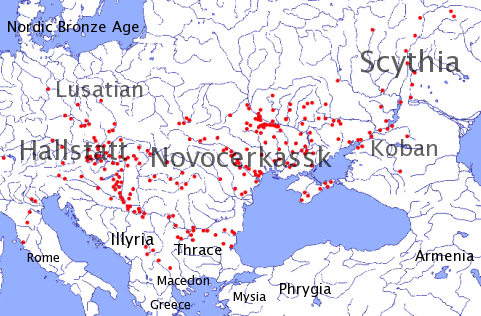 Nordic Bronze Age
Scythia
Lusatian
Hallstatt
Novocerkassk
Koban
Illyria
Thrace
Rome
Armenia
Macedon
Phrygia
Mysia
Greece